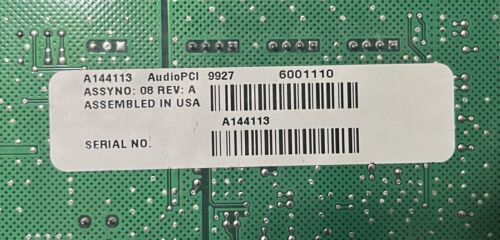 A144113 AudioPCI 9927 6001110
ASSYNO: 08 REV: A
ASSEMBLED IN USA
A144113
SERIAL NO.